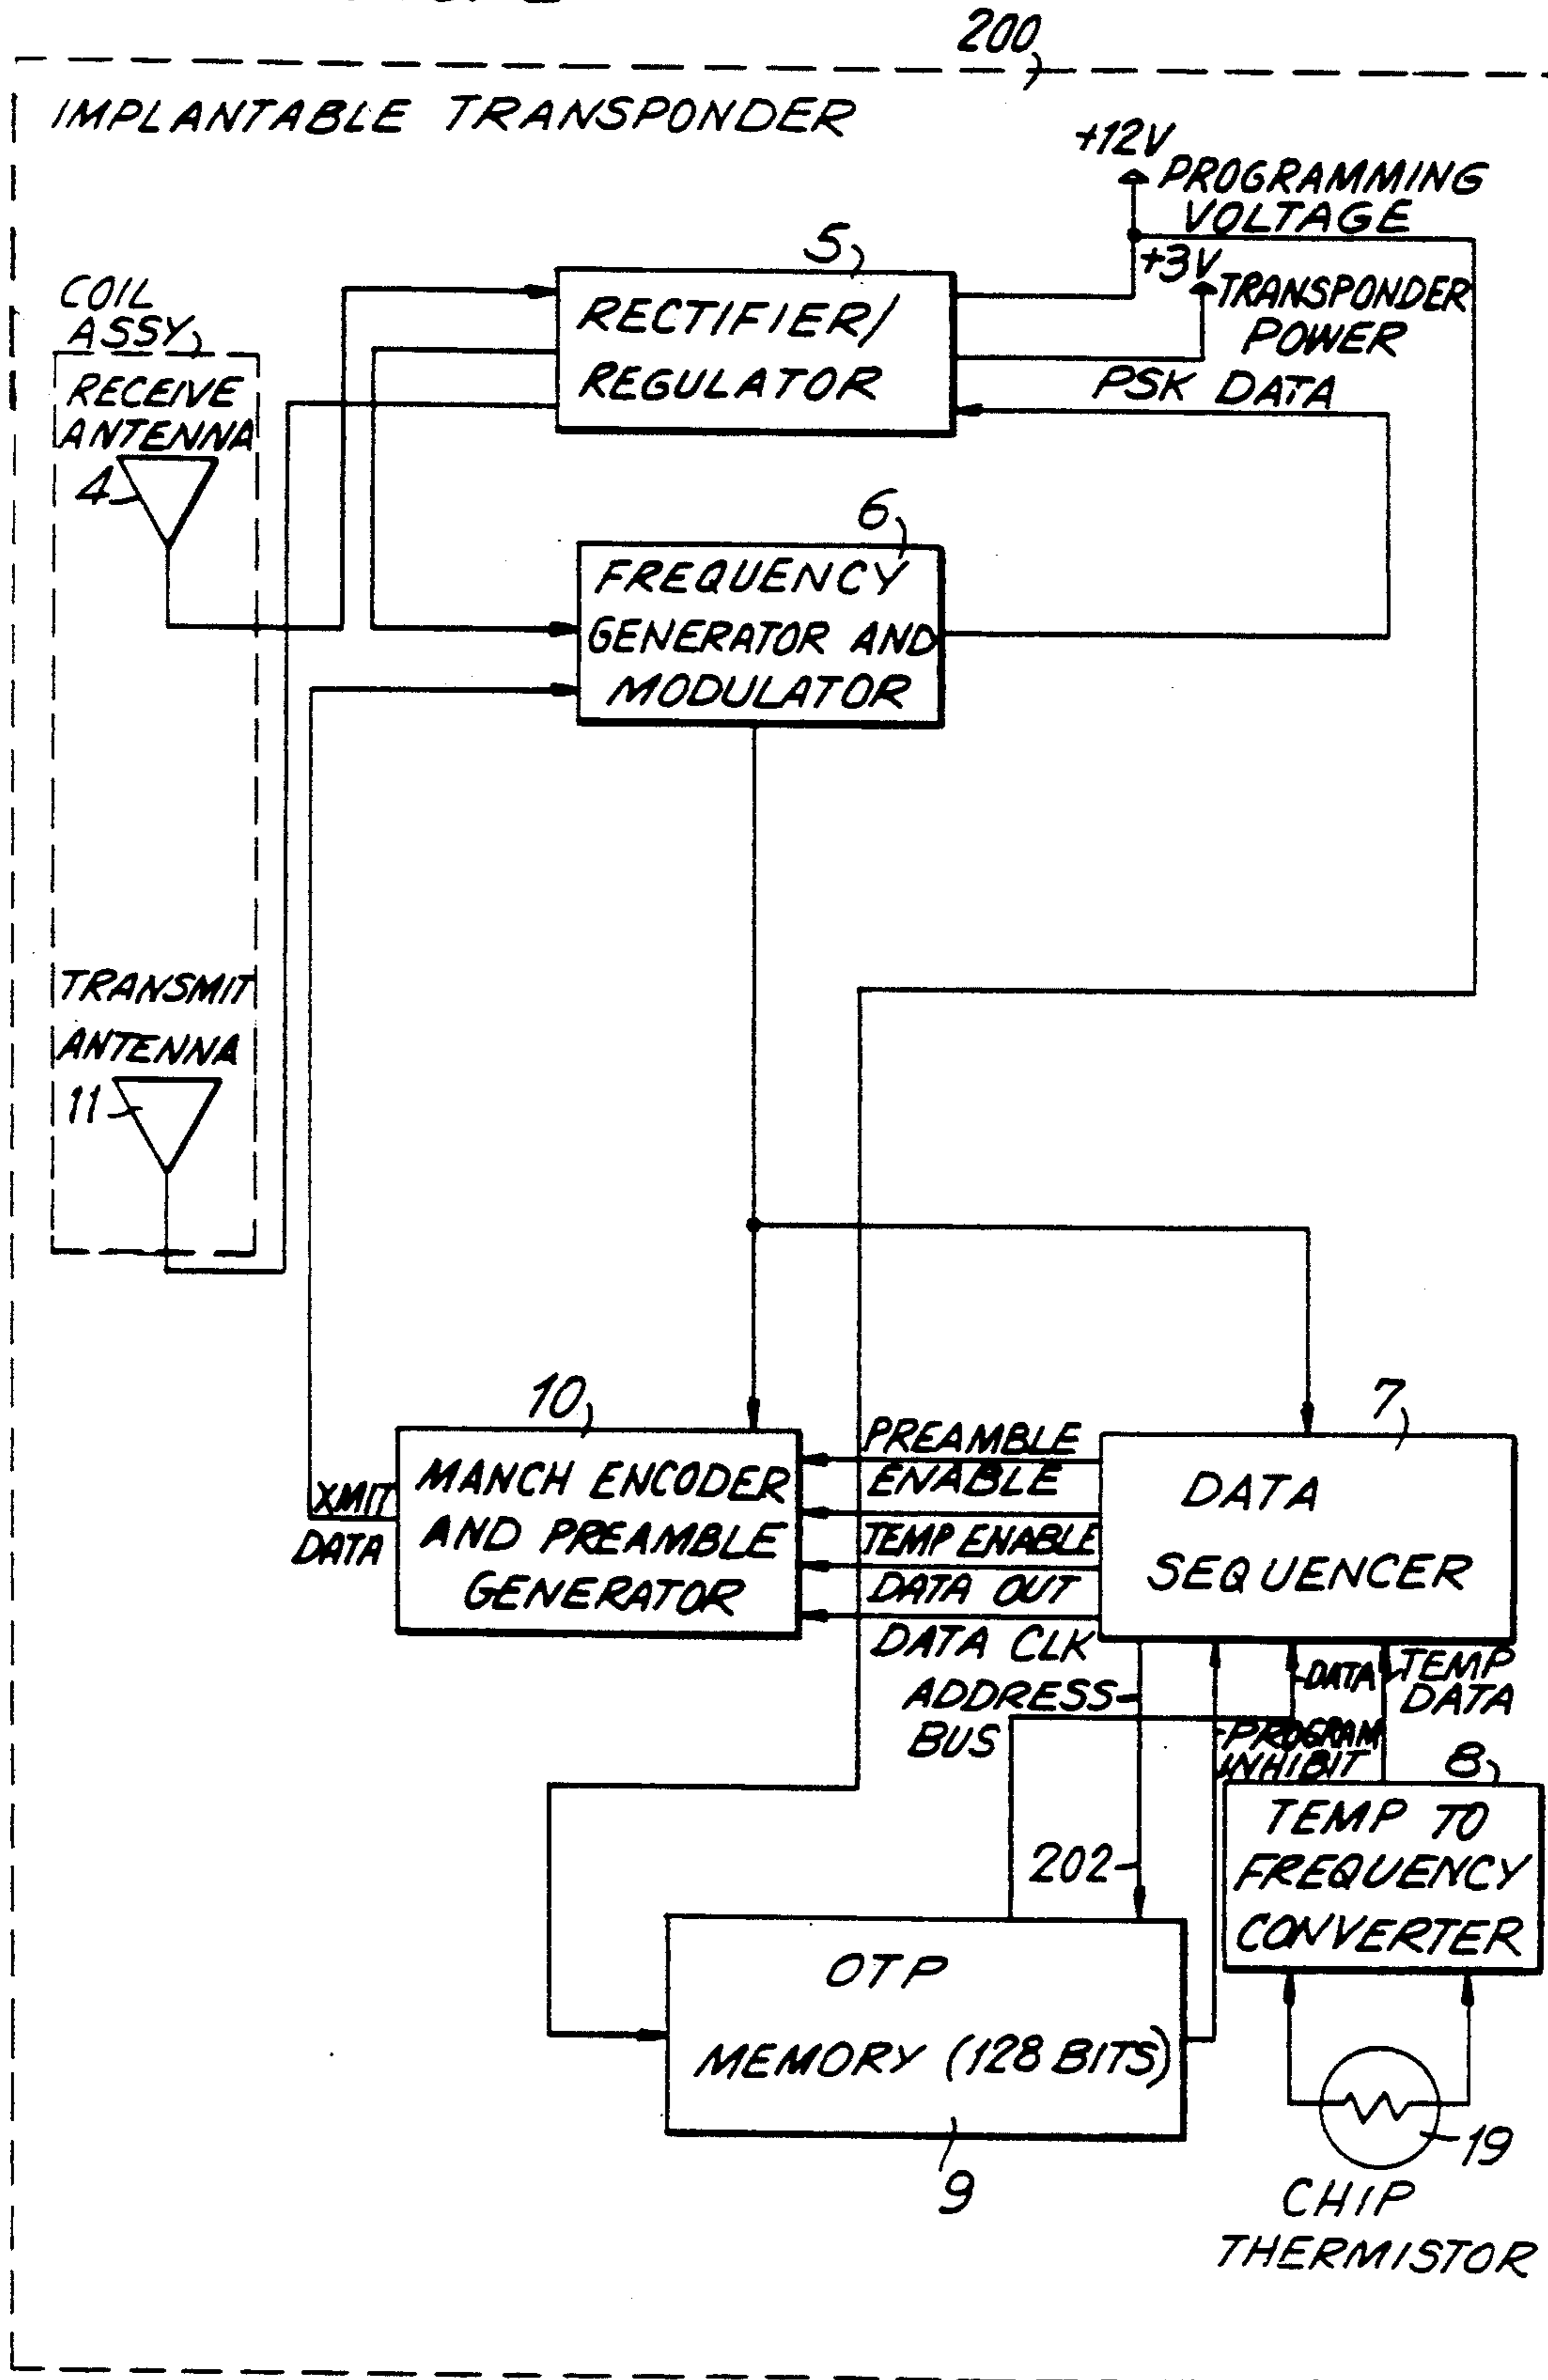 200
IMPLANTABLE TRANSPONDER
+12V
PROGRAMMING
VOLTAGE
5
+3V
TRANSPONDER
POWER
COIL
ASSY
RECTIFIER/
REGULATOR
PSK DATA
RECEIVE
ANTENNA
4
6
FREQUENCY
GENERATOR AND
MODULATOR
TRANSMIT
ANTENNA
11
10
7
PREAMBLE
ENABLE
MANCH ENCODER
AND PREAMBLE
GENERATOR
XMIT
DATA
TEMP ENABLE
DATA OUT
DATA CLK
DATA
SEQUENCER
ADDRESS
BUS
DATA
TEMP
DATA
PROGRAM
INHIBIT
8
TEMP TO
FREQUENCY
CONVERTER
202
OTP
MEMORY (128 BITS)
9
19
CHIP
THERMISTOR